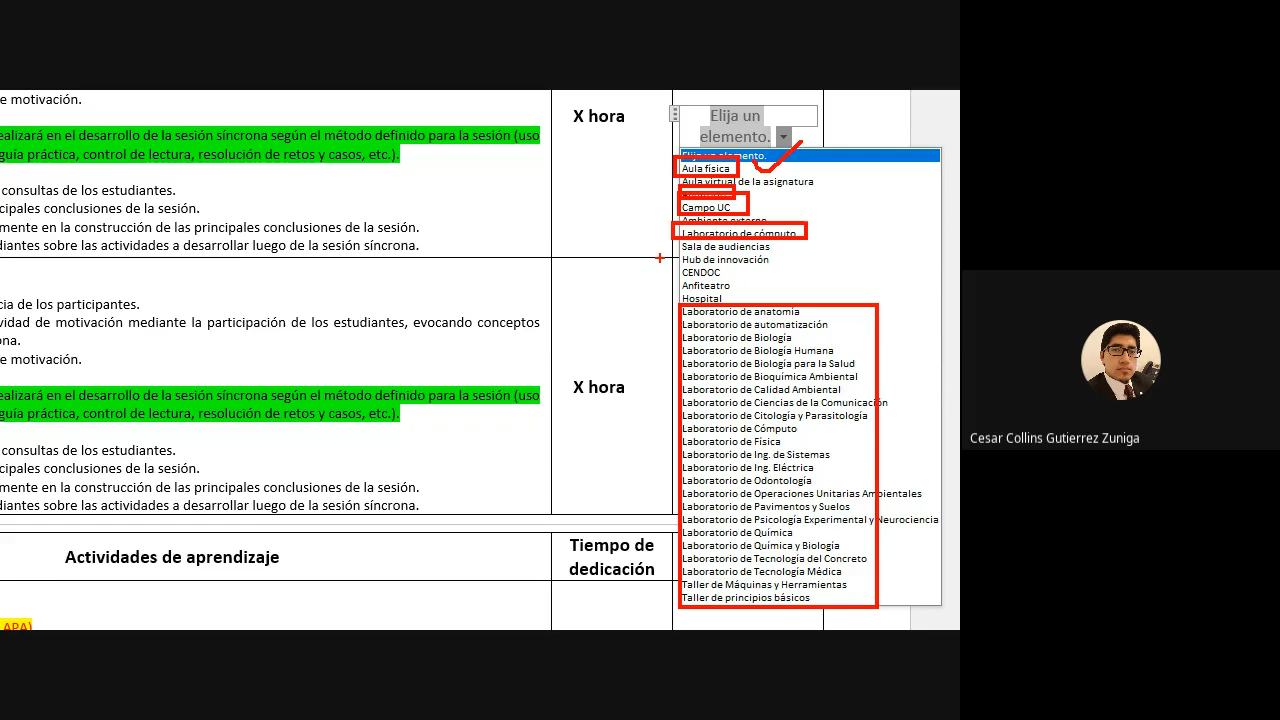 e motivación.
ealizará en el desarrollo de la sesión síncrona según el método definido para la sesión (uso
guía práctica, control de lectura, resolución de retos y casos, etc.).
consultas de los estudiantes.
cipales conclusiones de la sesión.
mente en la construcción de las principales conclusiones de la sesión.
diantes sobre las actividades a desarrollar luego de la sesión síncrona.
X hora
cia de los participantes.
vidad de motivación mediante la participación de los estudiantes, evocando conceptos
ona.
e motivación.
ealizará en el desarrollo de la sesión síncrona según el método definido para la sesión (uso
guía práctica, control de lectura, resolución de retos y casos, etc.).
consultas de los estudiantes.
cipales conclusiones de la sesión.
mente en la construcción de las principales conclusiones de la sesión.
diantes sobre las actividades a desarrollar luego de la sesión síncrona.
X hora
Actividades de aprendizaje
Tiempo de
dedicación
APA)
Elija un
elemento.
Elija un elemento.
Aula física
Aula virtual de la asignatura
Campo UC
Ambiente externo
Laboratorio de cómputo
Sala de audiencias
Hub de innovación
CENDOC
Anfiteatro
Hospital
Laboratorio de anatomía
Laboratorio de automatización
Laboratorio de Biología
Laboratorio de Biología Humana
Laboratorio de Biología para la Salud
Laboratorio de Bioquímica Ambiental
Laboratorio de Calidad Ambiental
Laboratorio de Ciencias de la Comunicación
Laboratorio de Citología y Parasitología
Laboratorio de Cómputo
Laboratorio de Física
Laboratorio de Ing. de Sistemas
Laboratorio de Ing. Eléctrica
Laboratorio de Odontología
Laboratorio de Operaciones Unitarias Ambientales
Laboratorio de Pavimentos y Suelos
Laboratorio de Psicología Experimental y Neurociencia
Laboratorio de Química
Laboratorio de Química y Biología
Laboratorio de Tecnología del Concreto
Laboratorio de Tecnología Médica
Taller de Máquinas y Herramientas
Taller de principios básicos
Cesar Collins Gutierrez Zuniga